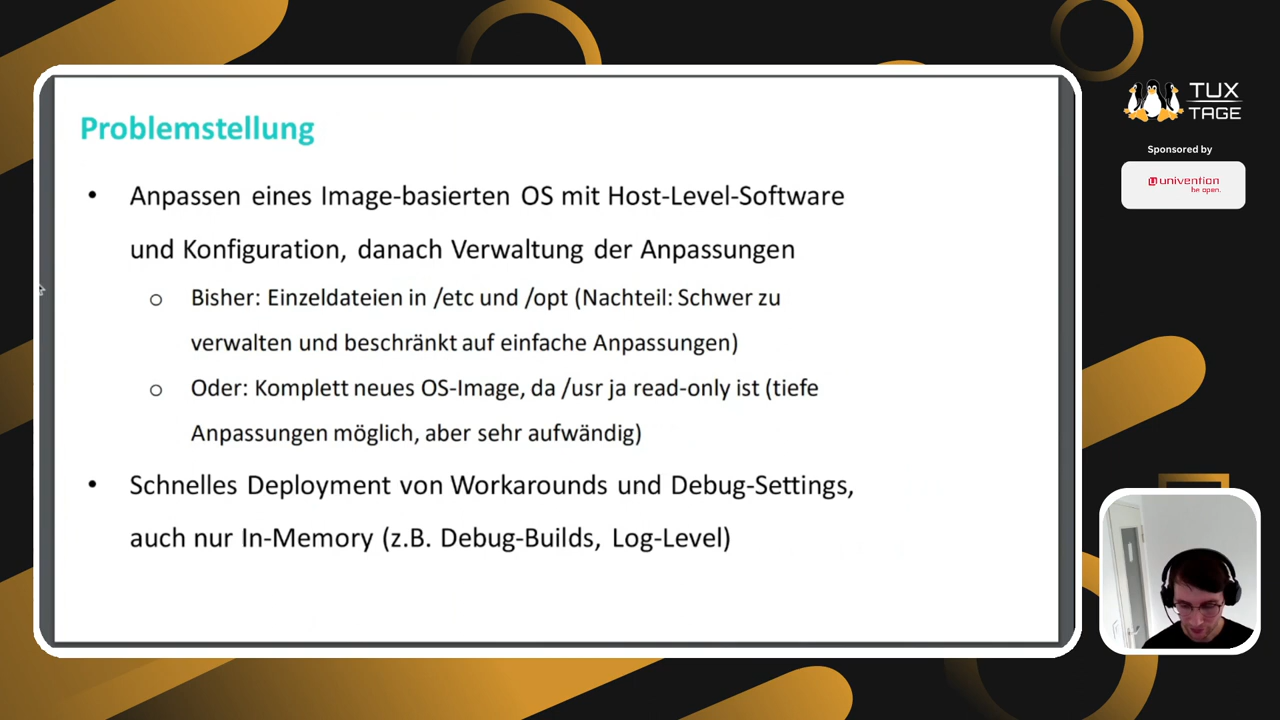 Problemstellung
• Anpassen eines Image-basierten OS mit Host-Level-Software
und Konfiguration, danach Verwaltung der Anpassungen
o Bisher: Einzeldateien in /etc und /opt (Nachteil: Schwer zu
verwalten und beschränkt auf einfache Anpassungen)
o Oder: Komplett neues OS-Image, da /usr ja read-only ist (tiefe
Anpassungen möglich, aber sehr aufwändig)
• Schnelles Deployment von Workarounds und Debug-Settings,
auch nur In-Memory (z.B. Debug-Builds, Log-Level)
TUX
TAGE
Sponsored by
univention
be open.